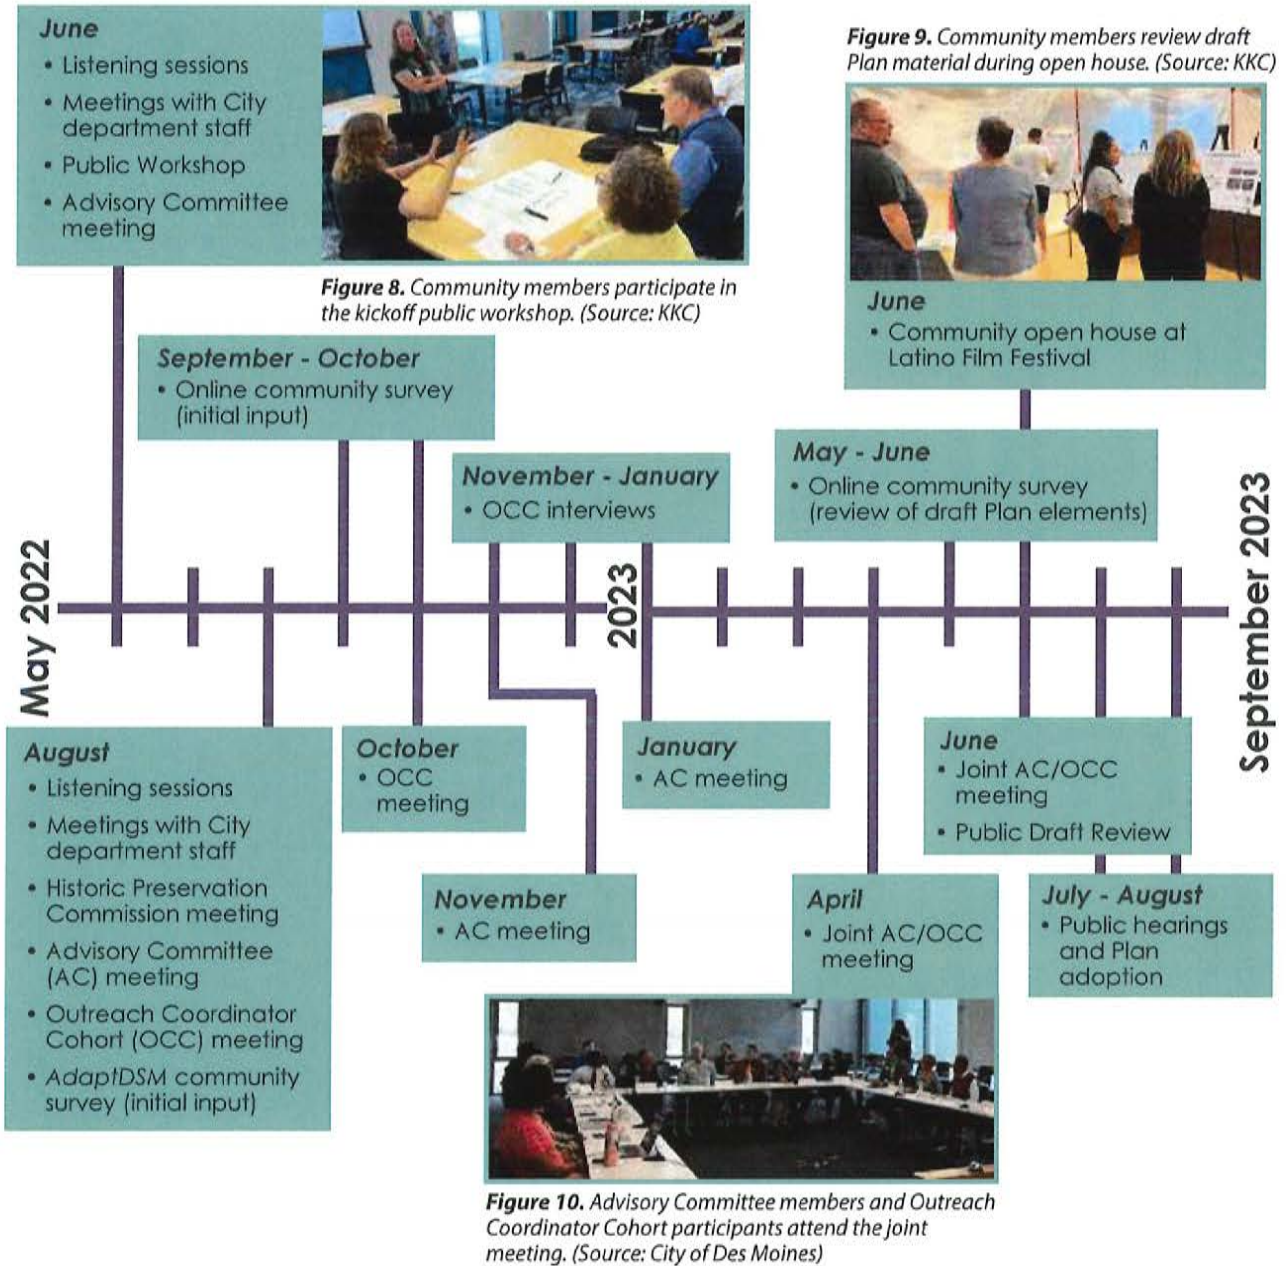 June
• Listening sessions
• Meetings with City
department staff
• Public Workshop
• Advisory Committee
meeting
Figure 8. Community members participate in
the kickoff public workshop. (Source: KKC)
Figure 9. Community members review draft
Plan material during open house. (Source: KKC)
June
• Community open house at
Latino Film Festival
September - October
• Online community survey
(initial input)
November - January
• OCC interviews
May - June
• Online community survey
(review of draft Plan elements)
May 2022
2023
September 2023
August
• Listening sessions
• Meetings with City
department staff
• Historic Preservation
Commission meeting
• Advisory Committee
(AC) meeting
• Outreach Coordinator
Cohort (OCC) meeting
• AdaptDSM community
survey (initial input)
October
• OCC
meeting
November
• AC meeting
January
• AC meeting
April
• Joint AC/OCC
meeting
June
• Joint AC/OCC
meeting
• Public Draft Review
July - August
• Public hearings
and Plan
adoption
Figure 10. Advisory Committee members and Outreach
Coordinator Cohort participants attend the joint
meeting. (Source: City of Des Moines)